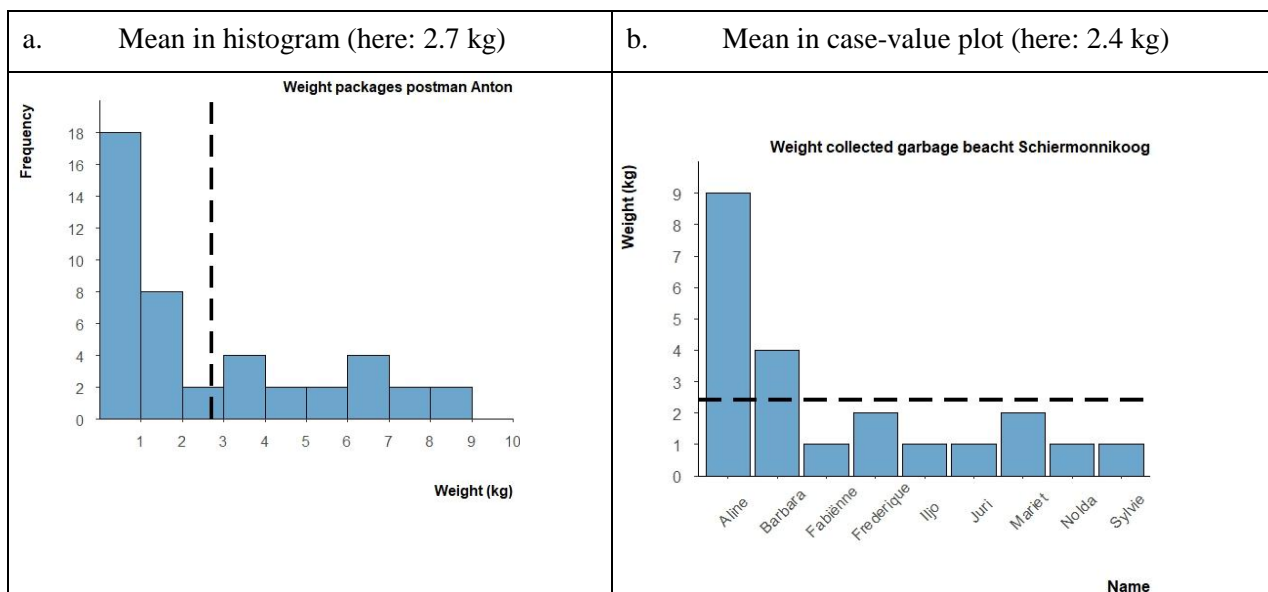 a. Mean in histogram (here: 2.7 kg)
Weight packages postman Anton
Frequency
18
16
14
12
10
8
6
4
2
0
1 2 3 4 5 6 7 8 9 10
Weight (kg)
b. Mean in case-value plot (here: 2.4 kg)
Weight collected garbage beacht Schiermonnikoog
Weight (kg)
9
8
7
6
5
4
3
2
1
0
Aline Barbara Fabiënne Frederique Iljo Juri Mariet Nolda Sylvie
Name